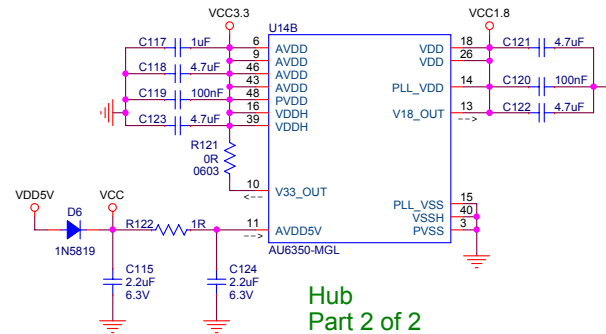 VCC3.3
U14B
VCC1.8
C117 1uF 6 AVDD VDD 18 C121 4.7uF
9 AVDD VDD 26
C118 4.7uF 46 AVDD
43 AVDD PLL_VDD 14 C120 100nF
C119 100nF 48 PVDD
16 VDDH V18_OUT 13 C122 4.7uF
C123 4.7uF 39 VDDH -->
R121
0R
0603
10 V33_OUT
<--
PLL_VSS 15
VSSH 40
PVSS 3
VDD5V VCC
D6 R122 1R 11 AVDD5V
-->
1N5819 AU6350-MGL
C115 C124
2.2uF 2.2uF
6.3V 6.3V
Hub
Part 2 of 2